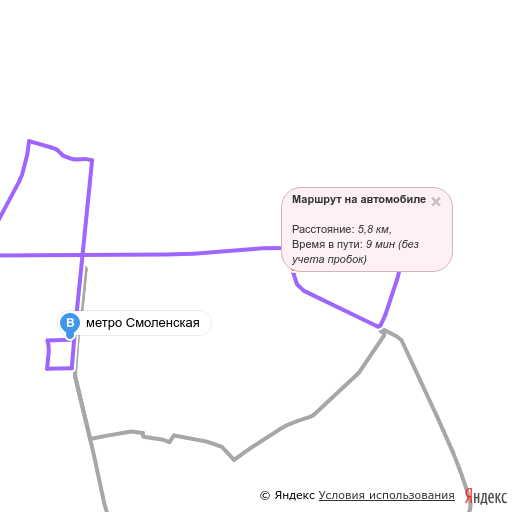 Маршрут на автомобиле
Расстояние: 5,8 км,
Время в пути: 9 мин (без
учета пробок)
B
метро Смоленская
© Яндекс Условия использования
Яндекс